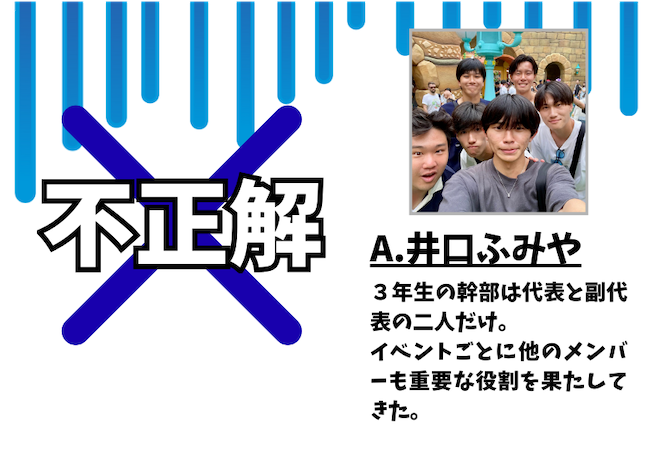 不正解
A.井口ふみや
３年生の幹部は代表と副代
表の二人だけ。
イベントごとに他のメンバ
ーも重要な役割を果たして
きた。